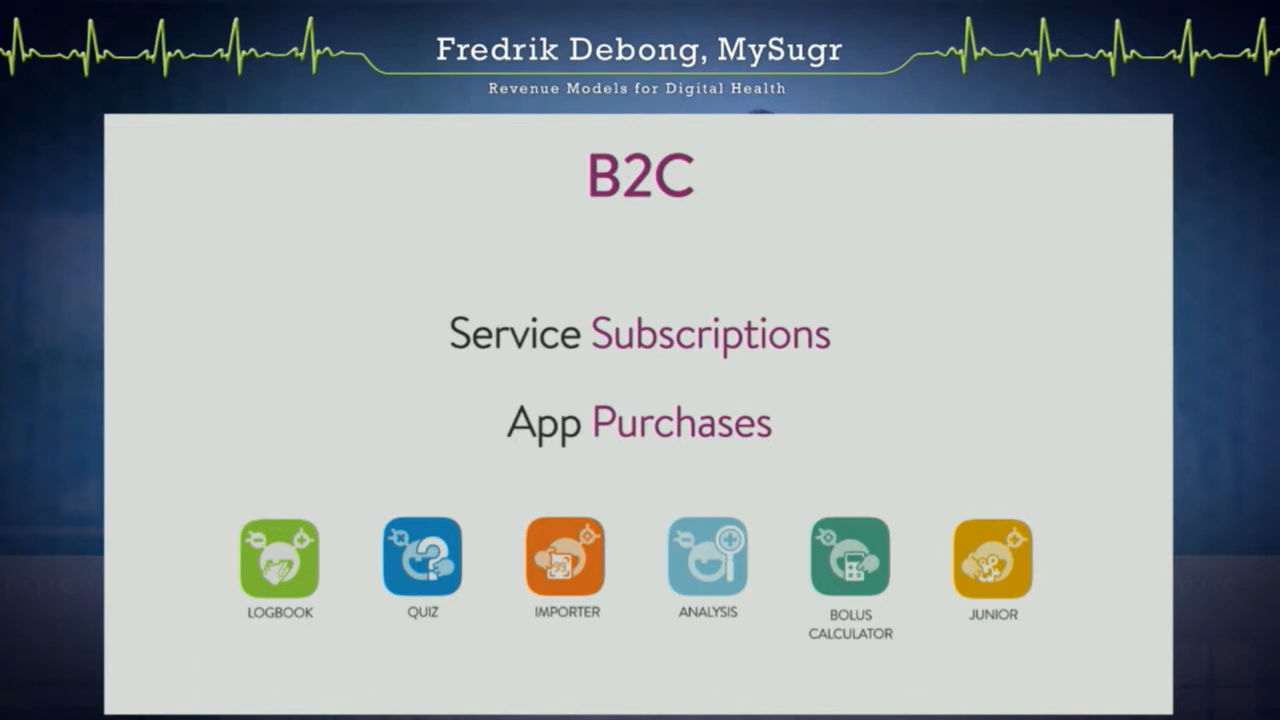 Fredrik Debong, MySugr
Revenue Models for Digital Health
B2C
Service Subscriptions
App Purchases
LOGBOOK
QUIZ
IMPORTER
ANALYSIS
BOLUS
CALCULATOR
JUNIOR